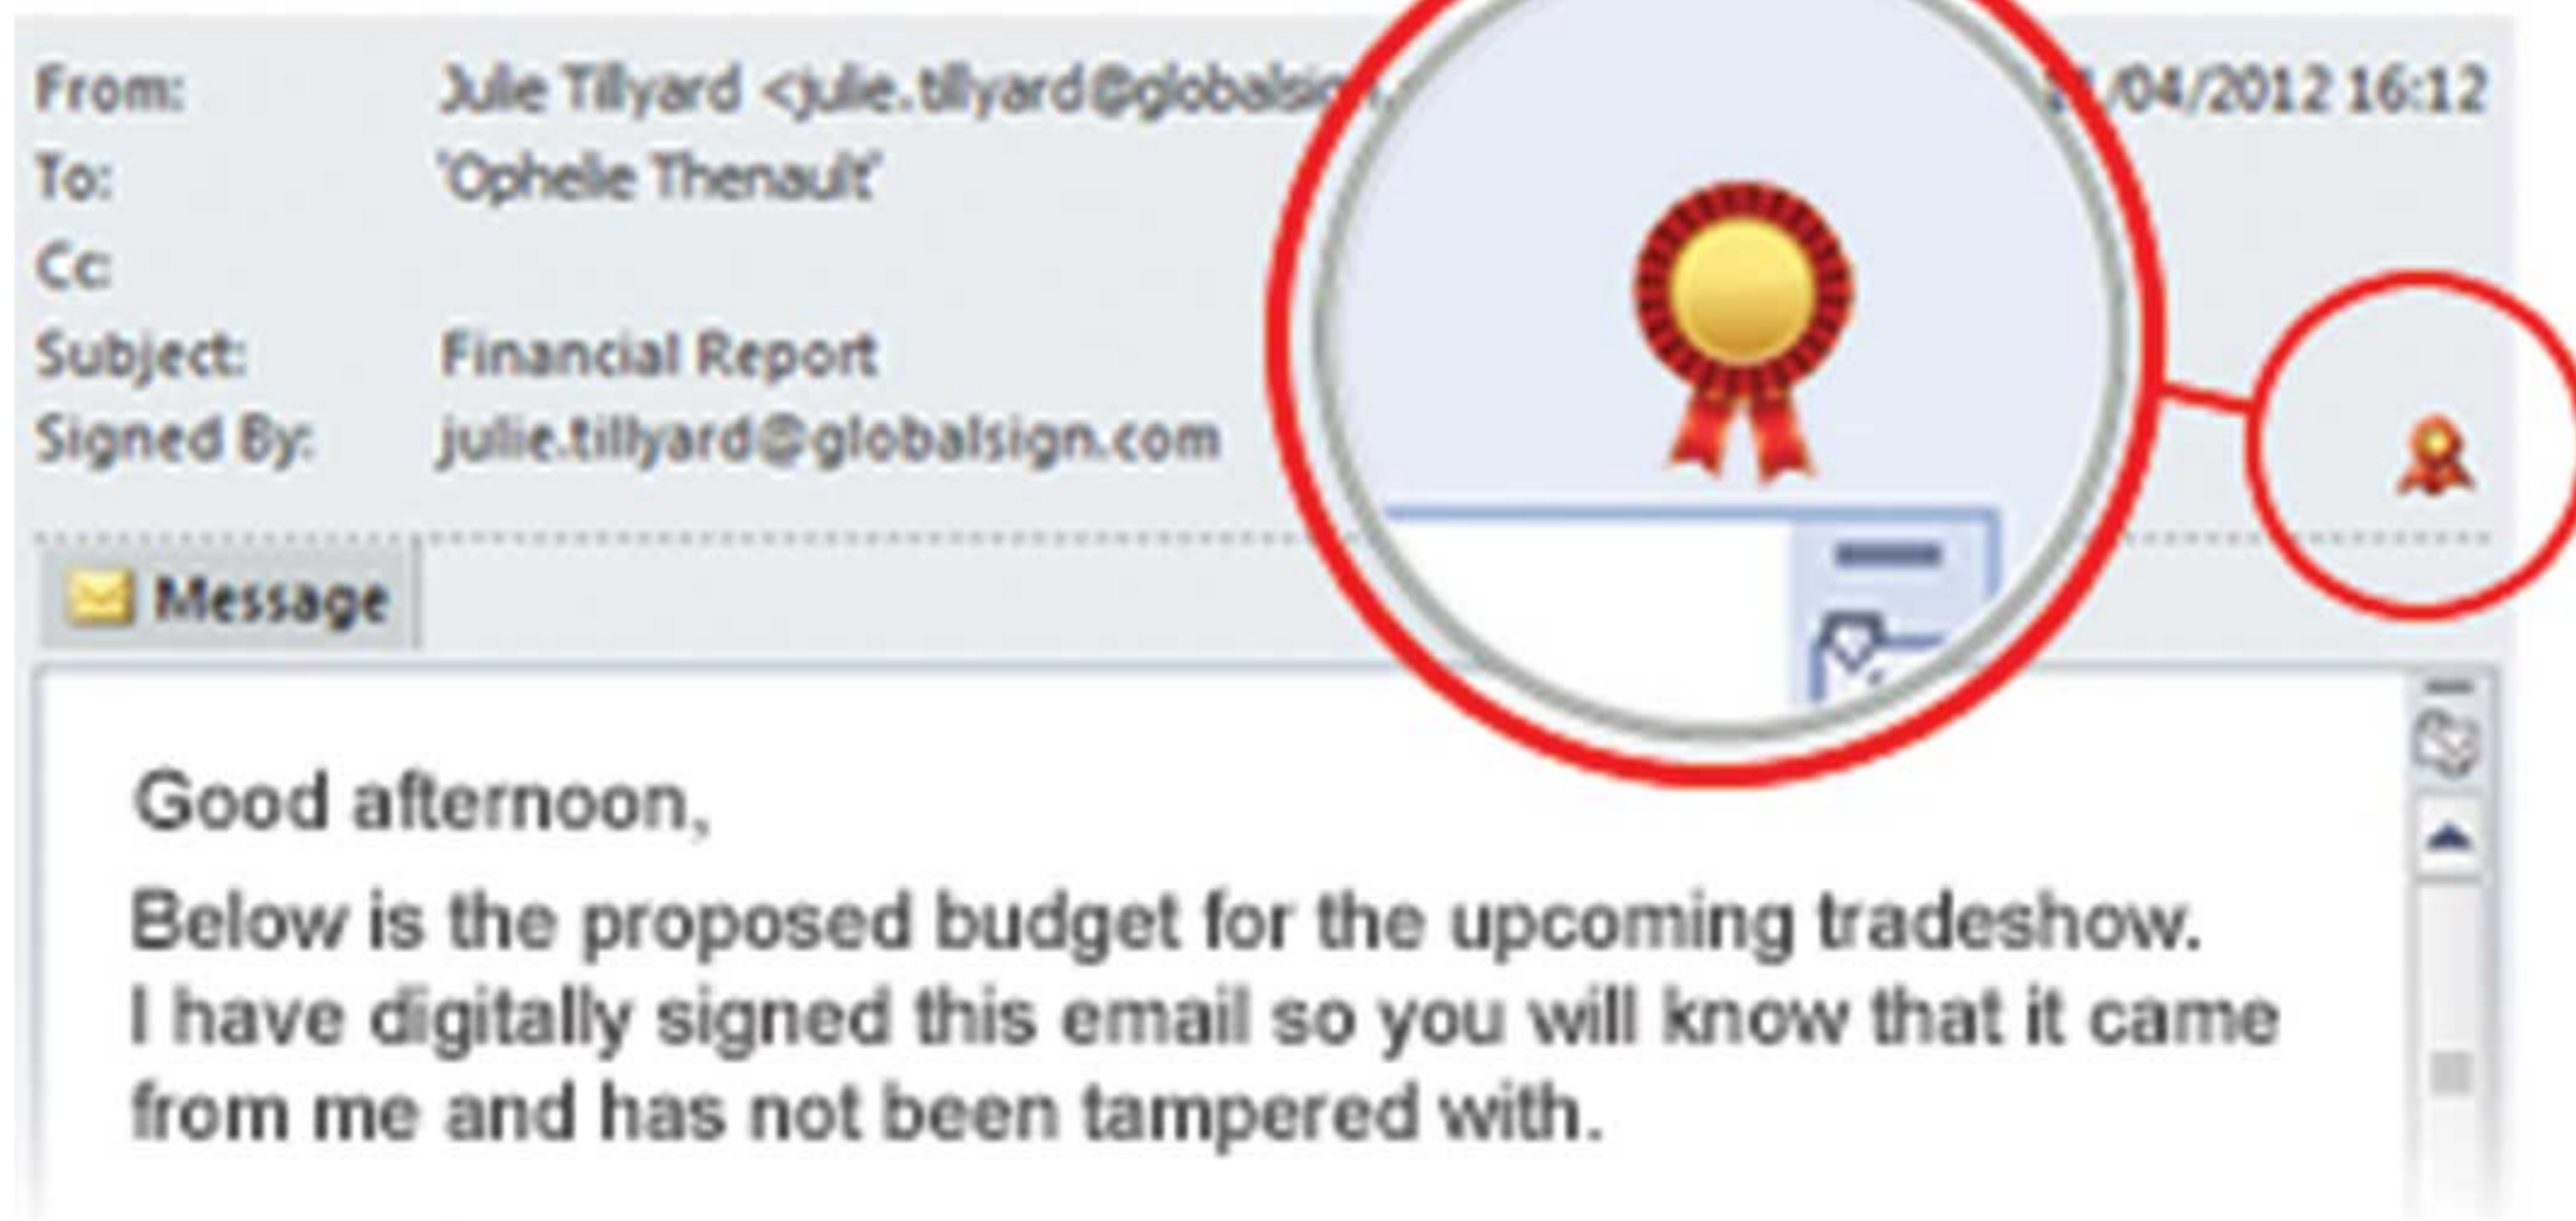 From: Julie Tillyard <julie.tillyard@globalsign. /04/2012 16:12
To: 'Ophelie Thenault'
Cc:
Subject: Financial Report
Signed By: julie.tillyard@globalsign.com
Message
Good afternoon,
Below is the proposed budget for the upcoming tradeshow.
I have digitally signed this email so you will know that it came
from me and has not been tampered with.